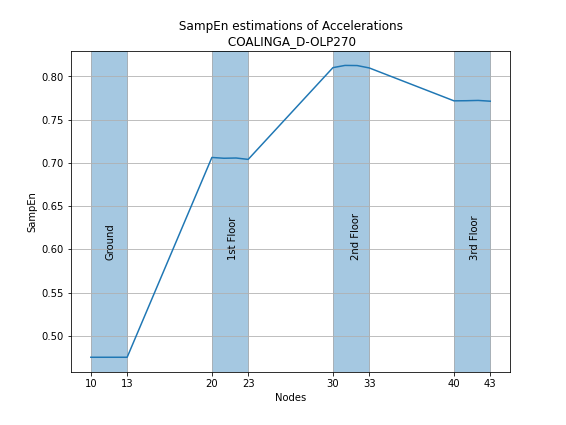 SampEn estimations of Accelerations
COALINGA_D-OLP270
SampEn
0.80
0.75
0.70
0.65
0.60
0.55
0.50
Ground
1st Floor
2nd Floor
3rd Floor
10 13 20 23 30 33 40 43
Nodes